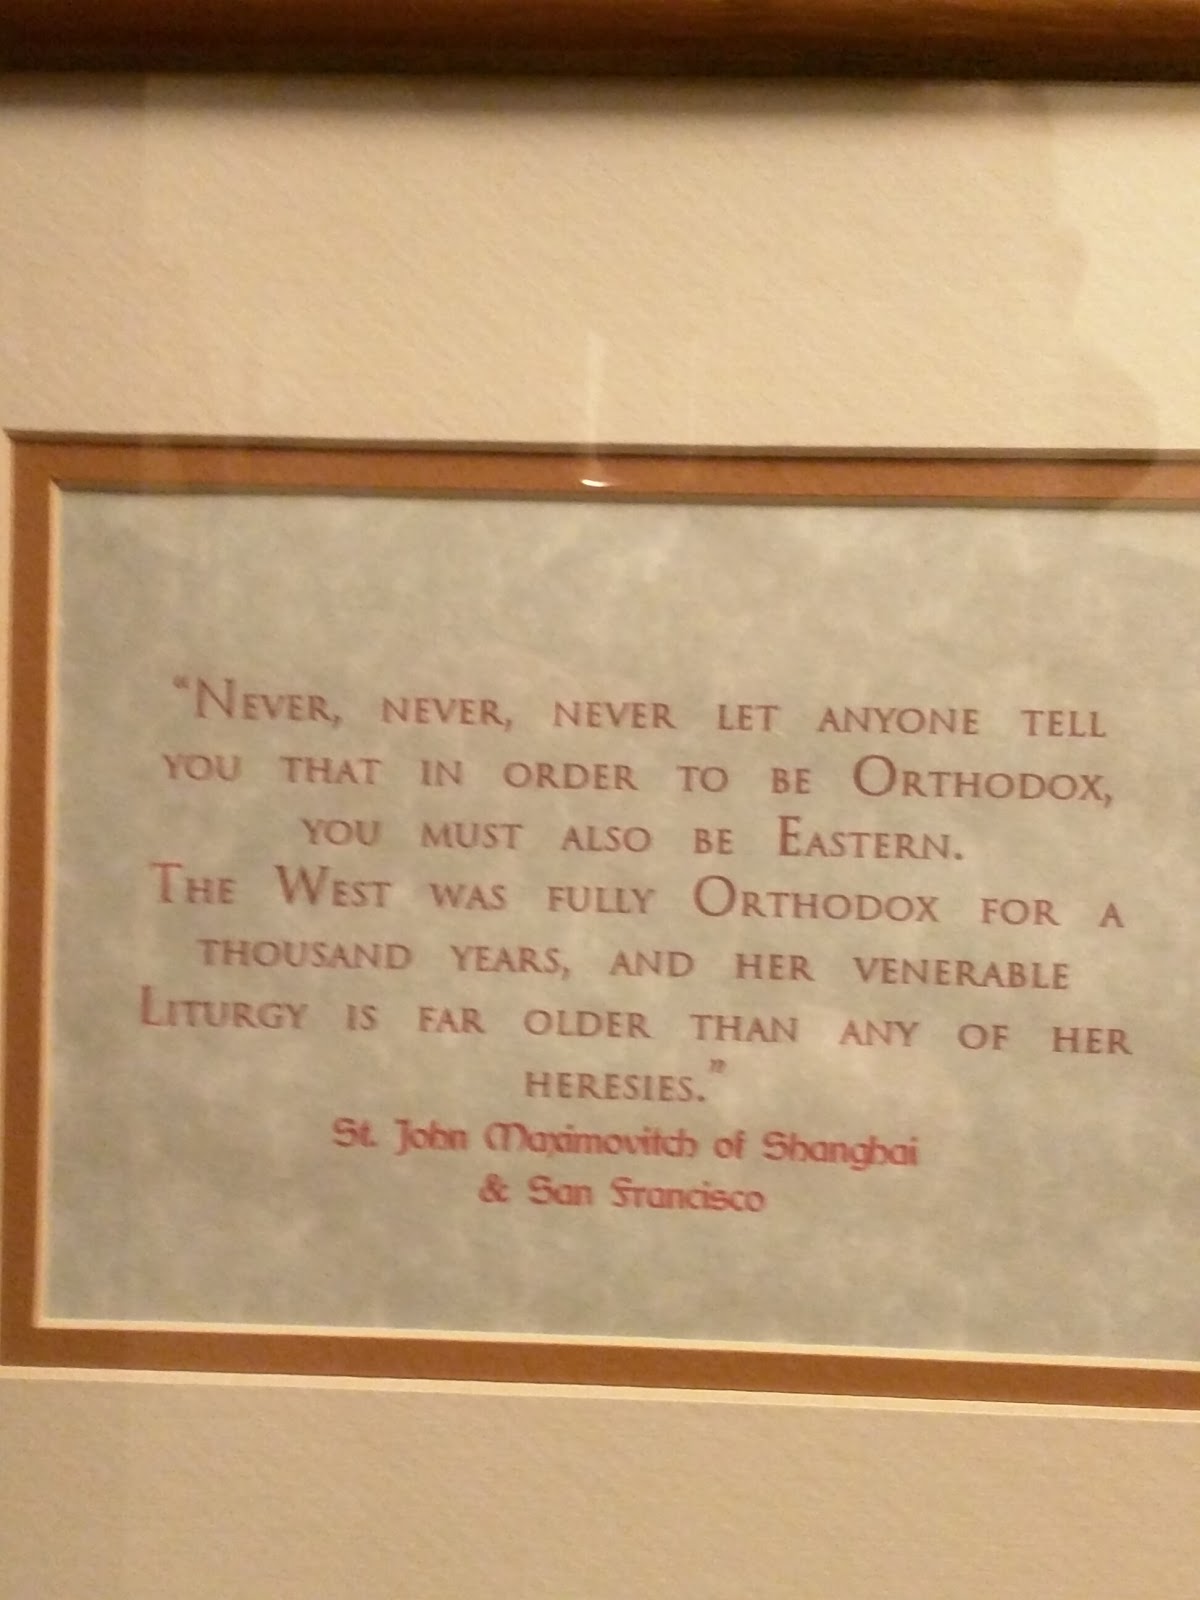 “Never, never, never let anyone tell
you that in order to be Orthodox,
you must also be Eastern.
The West was fully Orthodox for a
thousand years, and her venerable
Liturgy is far older than any of her
heresies.”
St. John Maximovitch of Shanghai
& San Francisco